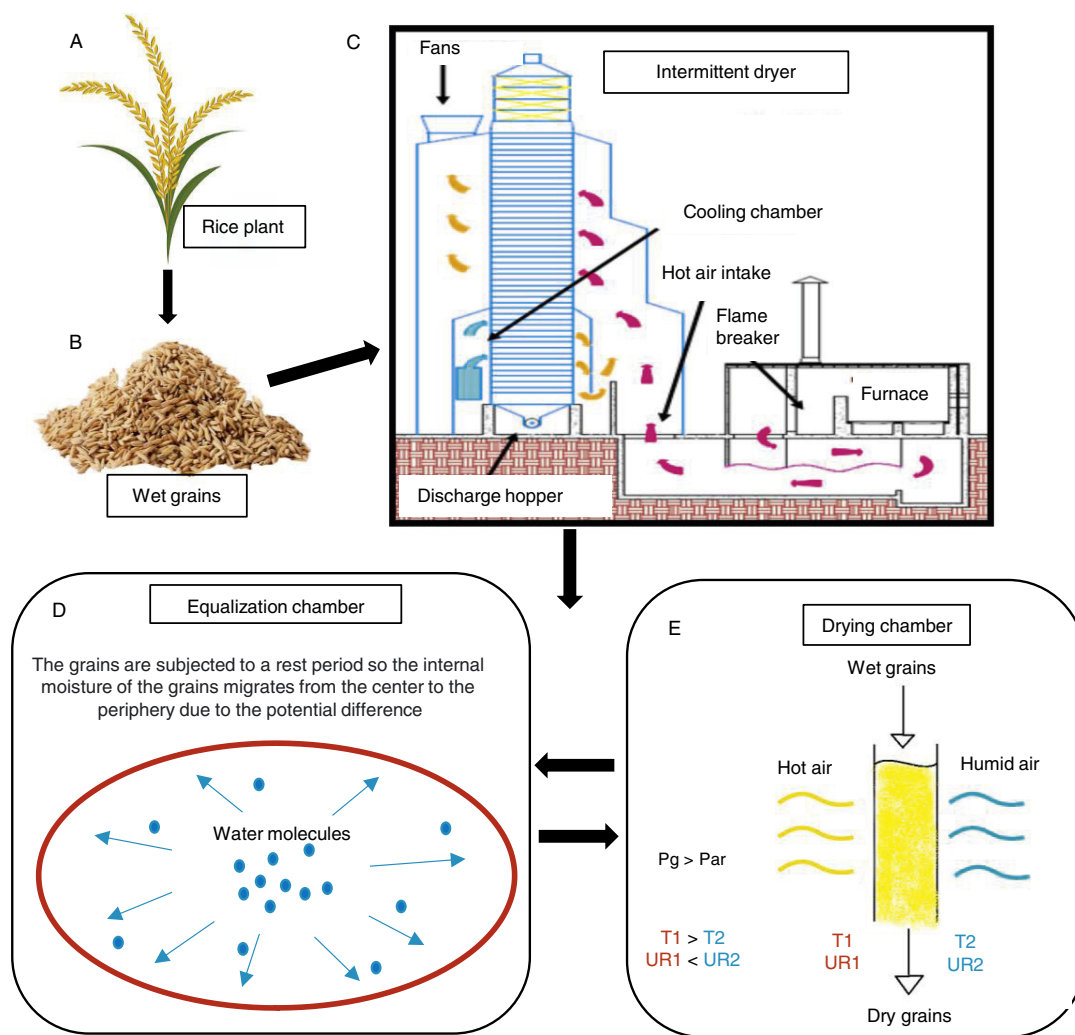 A
Rice plant
B
Wet grains
C
Fans
Intermittent dryer
Cooling chamber
Hot air intake
Flame
breaker
Furnace
Discharge hopper
D
Equalization chamber
The grains are subjected to a rest period so the internal
moisture of the grains migrates from the center to the
periphery due to the potential difference
Water molecules
E
Drying chamber
Wet grains
Hot air
Humid air
Pg > Par
T1 > T2
UR1 < UR2
T1
UR1
T2
UR2
Dry grains